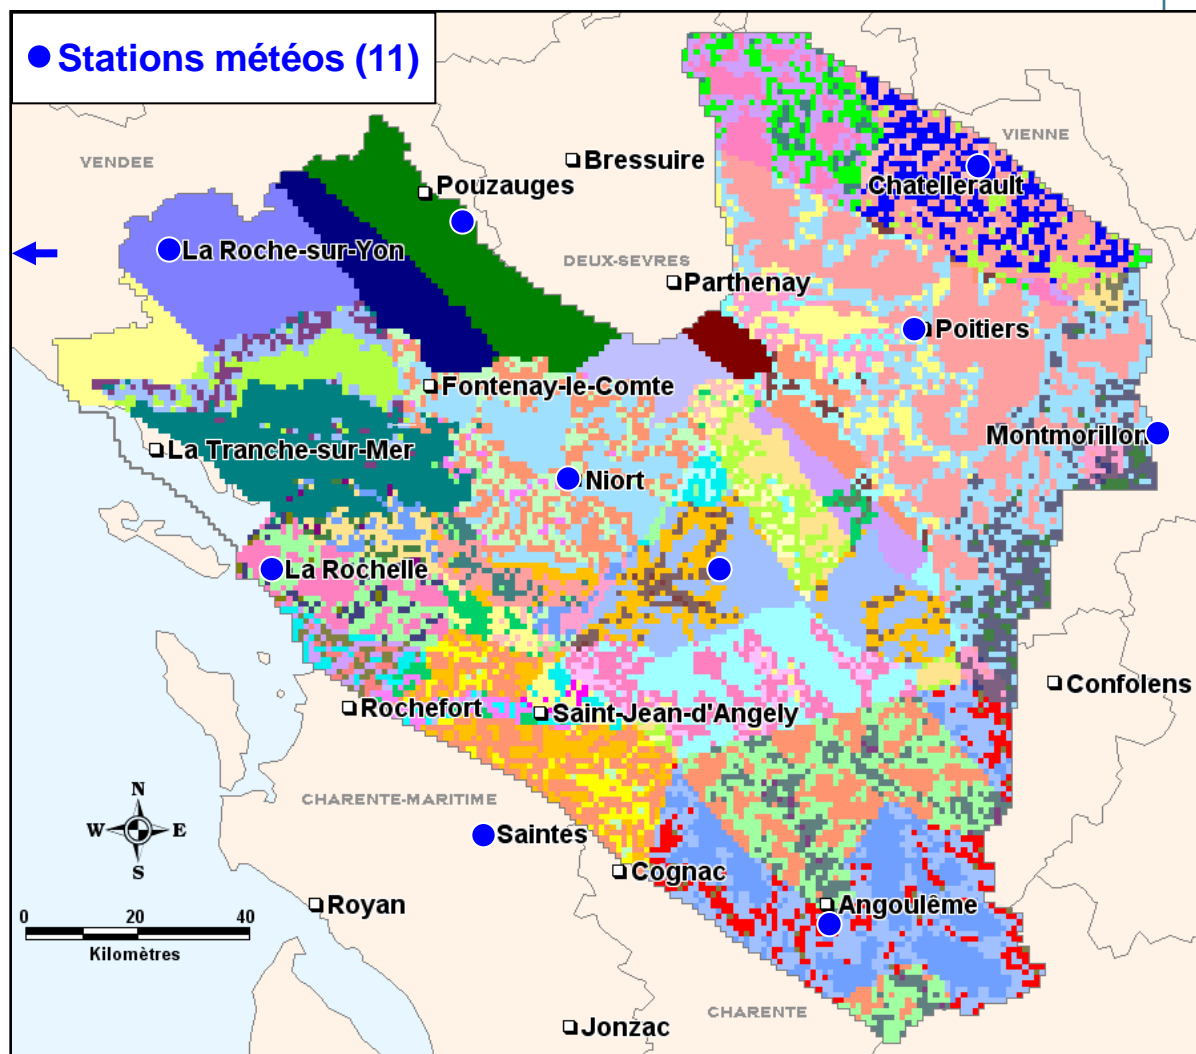 Stations météos (11)
VENDEE
VIENNE
Bressuire
Pouzauges
Chatellerault
La Roche-sur-Yon
DEUX-SEVRES
Parthenay
Poitiers
Fontenay-le-Comte
Montmorillon
La Tranche-sur-Mer
Niort
La Rochelle
Confolens
Rochefort
Saint-Jean-d'Angely
CHARENTE-MARITIME
N
W
E
S
Saintes
Cognac
Royan
Angoulême
0 20 40
Kilomètres
CHARENTE
Jonzac